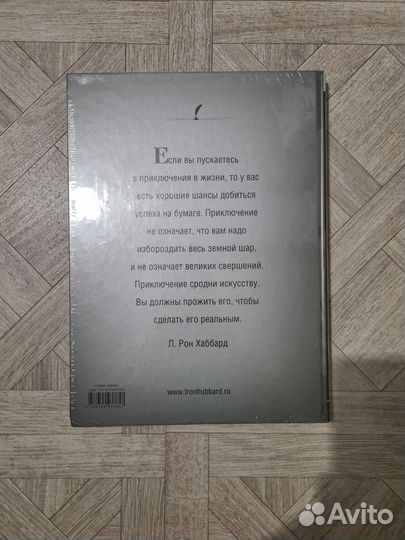 Если вы пускаетесь
в приключения в жизни, то у вас
есть хорошие шансы добиться
успеха на бумаге. Приключение
не означает, что вам надо
избороздить весь земной шар,
и не означает великих свершений.
Приключение сродни искусству.
Вы должны прожить его, чтобы
сделать его реальным.
Л. Рон Хаббард
www.lronhubbard.ru
Avito